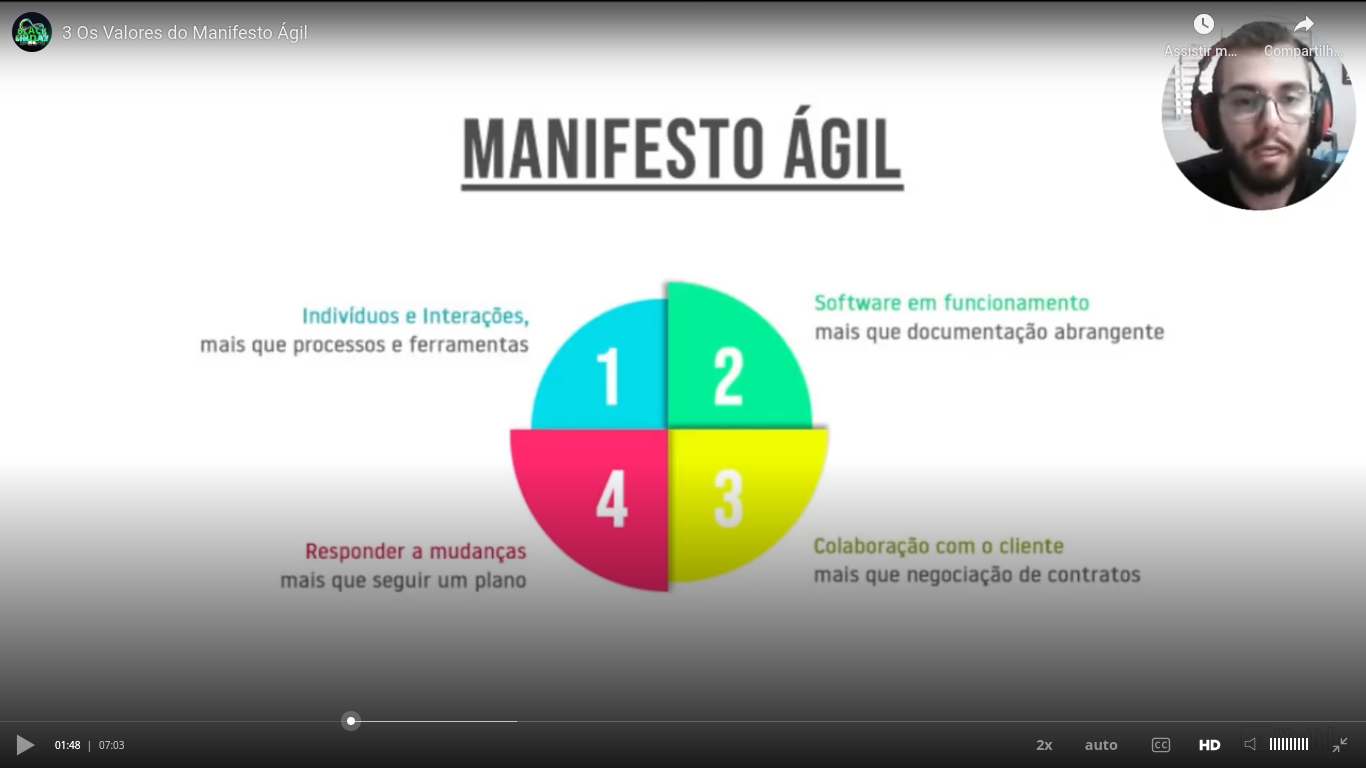 3 Os Valores do Manifesto Ágil
Assistir m...
Compartilh...
MANIFESTO ÁGIL
Indivíduos e Interações,
mais que processos e ferramentas
1
2
Software em funcionamento
mais que documentação abrangente
4
3
Responder a mudanças
mais que seguir um plano
Colaboração com o cliente
mais que negociação de contratos
01:48 | 07:03
2x
auto
CC
HD